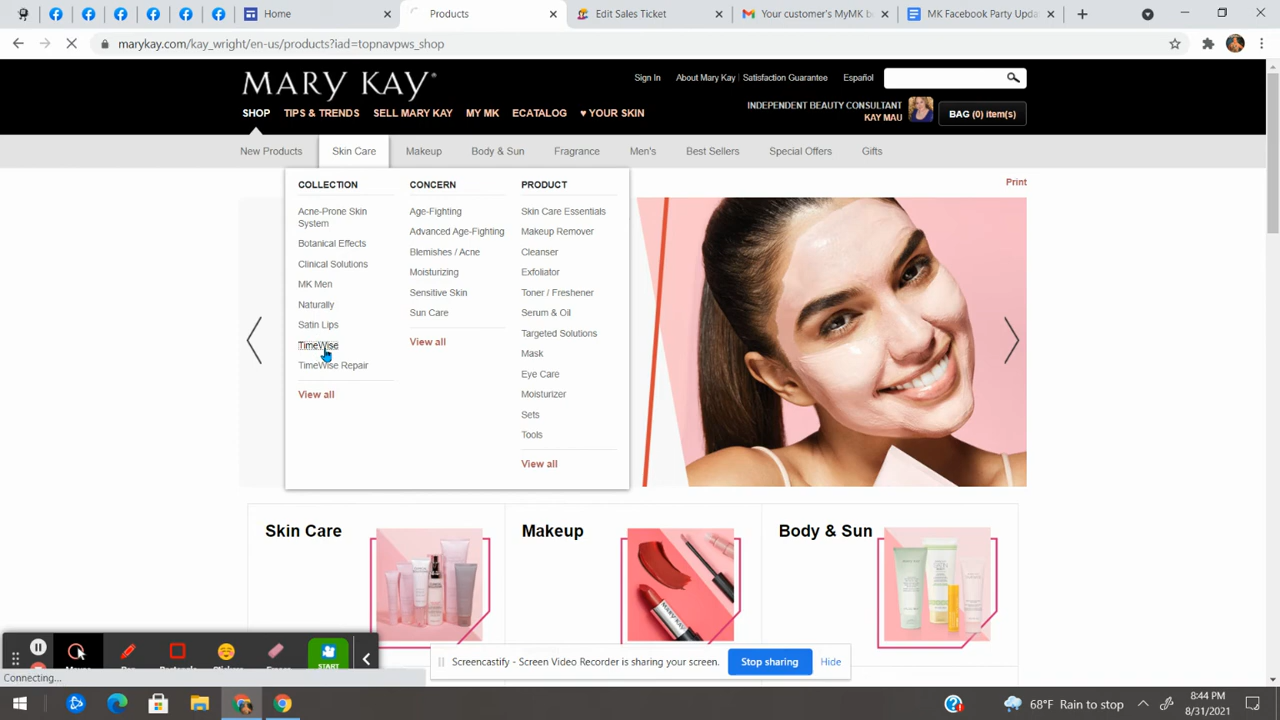 Home
Products
Edit Sales Ticket
Your customer's MyMK b
MK Facebook Party Upda
marykay.com/kay_wright/en-us/products?iad=topnavpws_shop
MARY KAY®
Sign In
About Mary Kay
Satisfaction Guarantee
Español
SHOP
TIPS & TRENDS
SELL MARY KAY
MY MK
ECATALOG
♥ YOUR SKIN
INDEPENDENT BEAUTY CONSULTANT
KAY MAU
BAG (0) item(s)
New Products
Skin Care
Makeup
Body & Sun
Fragrance
Men's
Best Sellers
Special Offers
Gifts
Print
COLLECTION
Acne-Prone Skin
System
Botanical Effects
Clinical Solutions
MK Men
Naturally
Satin Lips
TimeWise
TimeWise Repair
View all
CONCERN
Age-Fighting
Advanced Age-Fighting
Blemishes / Acne
Moisturizing
Sensitive Skin
Sun Care
View all
PRODUCT
Skin Care Essentials
Makeup Remover
Cleanser
Exfoliator
Toner / Freshener
Serum & Oil
Targeted Solutions
Mask
Eye Care
Moisturizer
Sets
Tools
View all
Skin Care
Makeup
Body & Sun
MARY KAY
START
Screencastify - Screen Video Recorder is sharing your screen.
Stop sharing
Hide
Connecting...
68°F Rain to stop
8:44 PM
8/31/2021